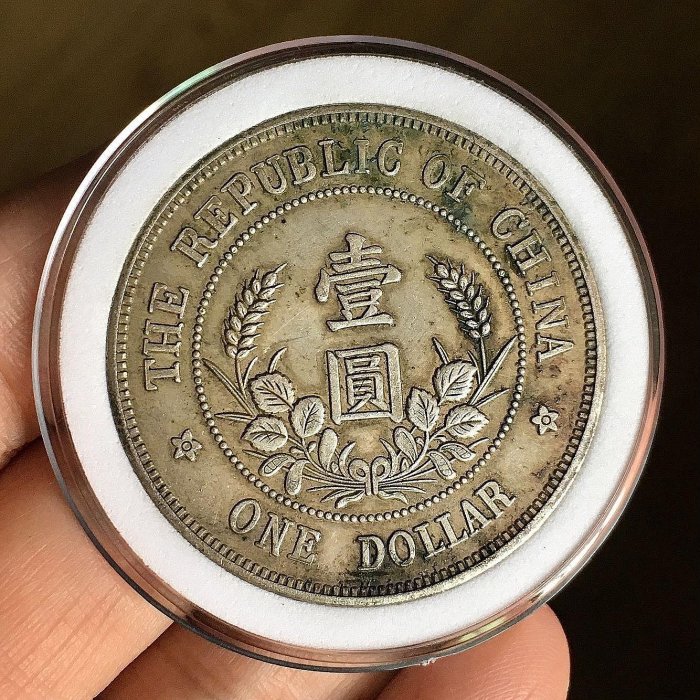 THE REPUBLIC OF CHINA
壹
圓
ONE DOLLAR